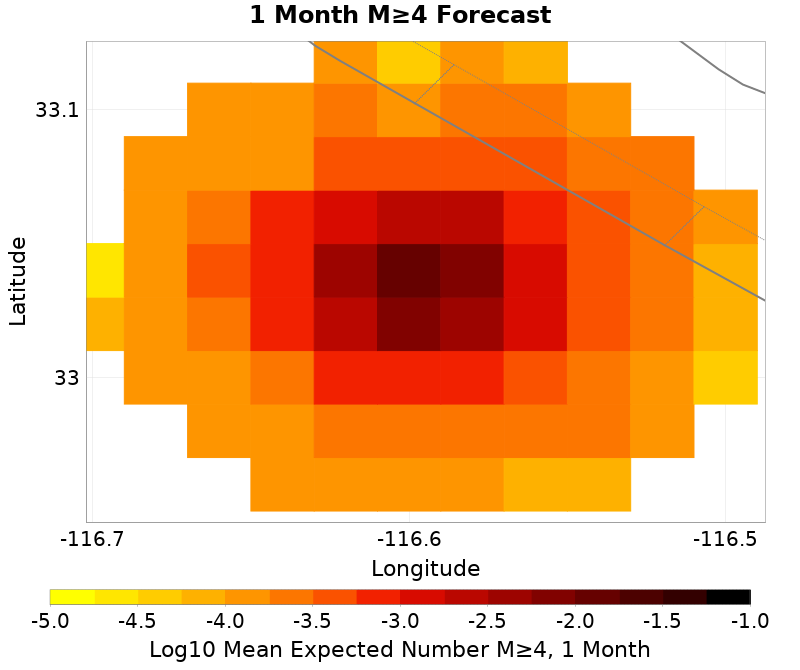 1 Month M≥4 Forecast
33.1
33
Latitude
-116.7 -116.6 -116.5
Longitude
-5.0 -4.5 -4.0 -3.5 -3.0 -2.5 -2.0 -1.5 -1.0
Log10 Mean Expected Number M≥4, 1 Month